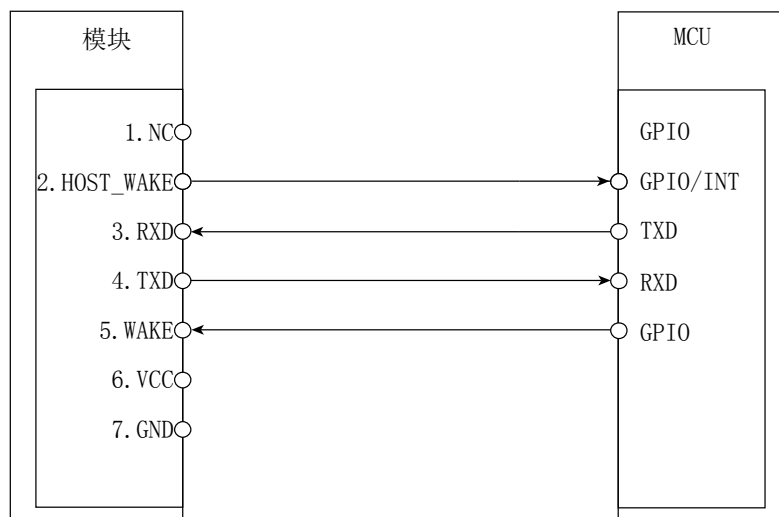 模块
MCU
1.NC
GPIO
2.HOST_WAKE
GPIO/INT
3.RXD
TXD
4.TXD
RXD
5.WAKE
GPIO
6.VCC
7.GND